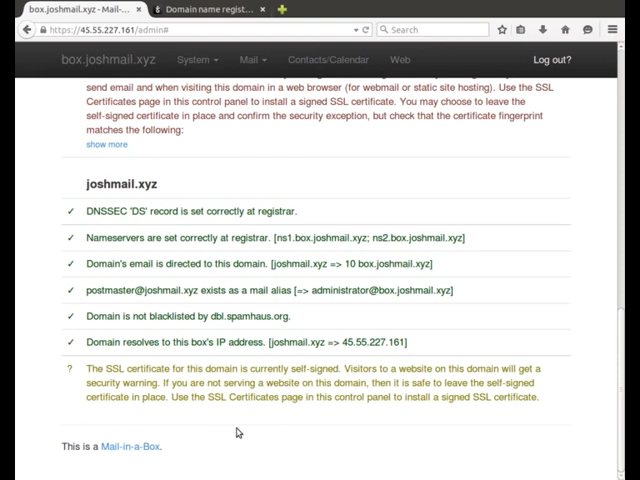 box.joshmail.xyz - Mail-...
Domain name regist...
https://45.55.227.161/admin#
Search
box.joshmail.xyz System Mail Contacts/Calendar Web Log out?
send email and when visiting this domain in a web browser (for webmail or static site hosting). Use the SSL
Certificates page in this control panel to install a signed SSL certificate. You may choose to leave the
self-signed certificate in place and confirm the security exception, but check that the certificate fingerprint
matches the following:
show more
joshmail.xyz
✓ DNSSEC 'DS' record is set correctly at registrar.
✓ Nameservers are set correctly at registrar. [ns1.box.joshmail.xyz; ns2.box.joshmail.xyz]
✓ Domain's email is directed to this domain. [joshmail.xyz => 10 box.joshmail.xyz]
✓ postmaster@joshmail.xyz exists as a mail alias [=> administrator@box.joshmail.xyz]
✓ Domain is not blacklisted by dbl.spamhaus.org.
✓ Domain resolves to this box's IP address. [joshmail.xyz => 45.55.227.161]
? The SSL certificate for this domain is currently self-signed. Visitors to a website on this domain will get a
security warning. If you are not serving a website on this domain, then it is safe to leave the self-signed
certificate in place. Use the SSL Certificates page in this control panel to install a signed SSL certificate.
This is a Mail-in-a-Box.